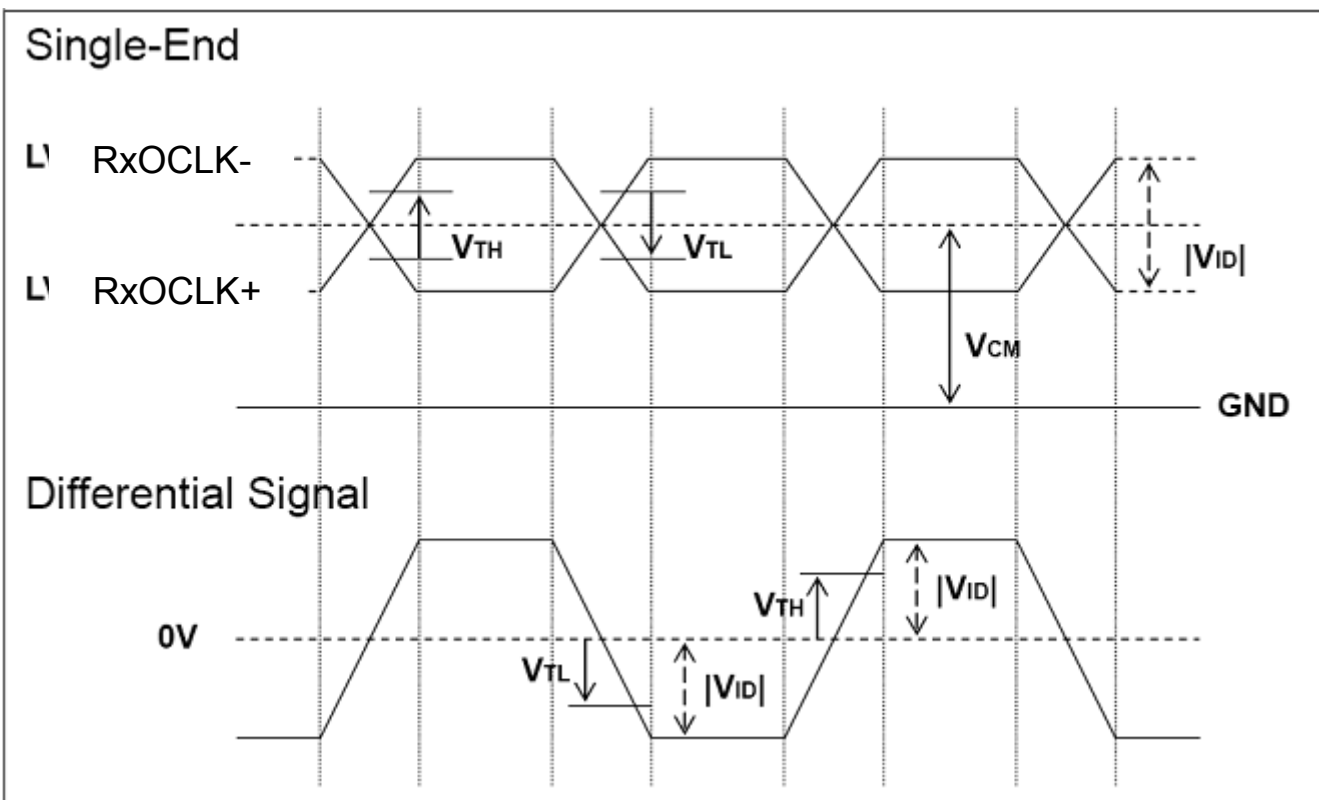 Single-End
RxOCLK-
VTH
VTL
|VID|
RxOCLK+
VCM
GND
Differential Signal
|VID|
VTH
0V
VTL
|VID|